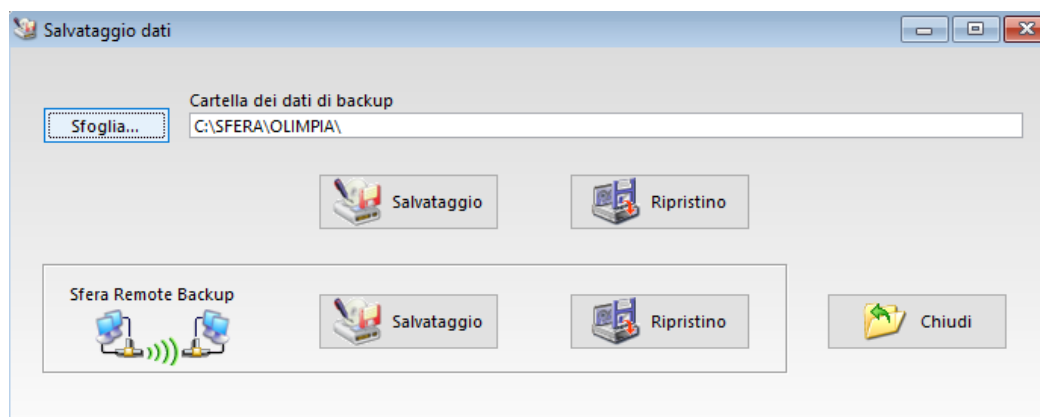 Salvataggio dati
Cartella dei dati di backup
Sfoglia...
C:\SFERA\OLIMPIA\
Salvataggio
Ripristino
Sfera Remote Backup
Salvataggio
Ripristino
Chiudi